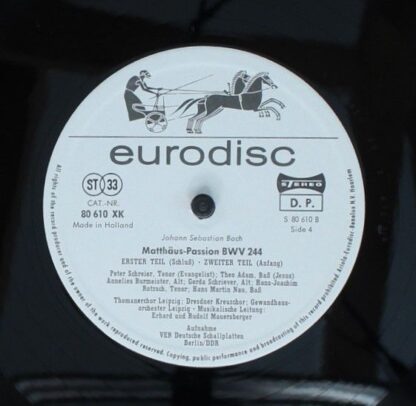 eurodisc
ST 33
CAT.-NR.
80 610 XK
Made in Holland
STEREO
D. P.
S 80 610 B
Side 4
Johann Sebastian Bach
Matthäus-Passion BWV 244
ERSTER TEIL (Schluß) - ZWEITER TEIL (Anfang)
Peter Schreier, Tenor (Evangelist); Theo Adam, Baß (Jesus)
Annelies Burmeister, Alt; Gerda Schriever, Alt; Hans-Joachim
Rotzsch, Tenor; Hans Martin Nau, Baß
Thomanerchor Leipzig; Dresdner Kreuzchor; Gewandhaus-
orchester Leipzig - Musikalische Leitung:
Erhard und Rudolf Mauersberger
Aufnahme
VEB Deutsche Schallplatten
Berlin/DDR
All rights of the record producer and of the owner of the work reproduced reserved. Copying, public performance and broadcasting of this record prohibited. Ariola Eurodisc-Benelux N.V. Haarlem